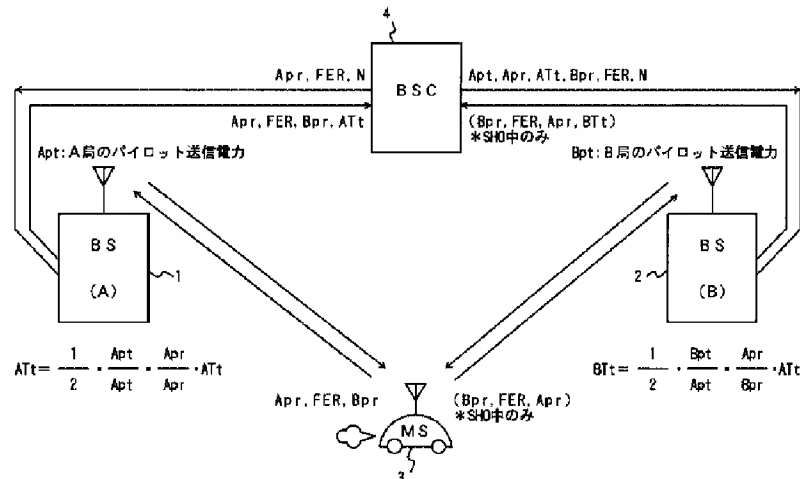 4
BSC
Apr, FER, N
Apt, Apr, ATt, Bpr, FER, N
Apr, FER, Bpr, ATt
(Bpr, FER, Apr, BTt)
*SHO中のみ
Apt:A局のパイロット送信電力
Bpt:B局のパイロット送信電力
BS
(A)
1
2
BS
(B)
ATt= 1/2 · Apt/Apt · Apr/Apr · ATt
BTt= 1/2 · Bpt/Apt · Apr/Bpr · ATt
Apr, FER, Bpr
(Bpr, FER, Apr)
*SHO中のみ
MS
3